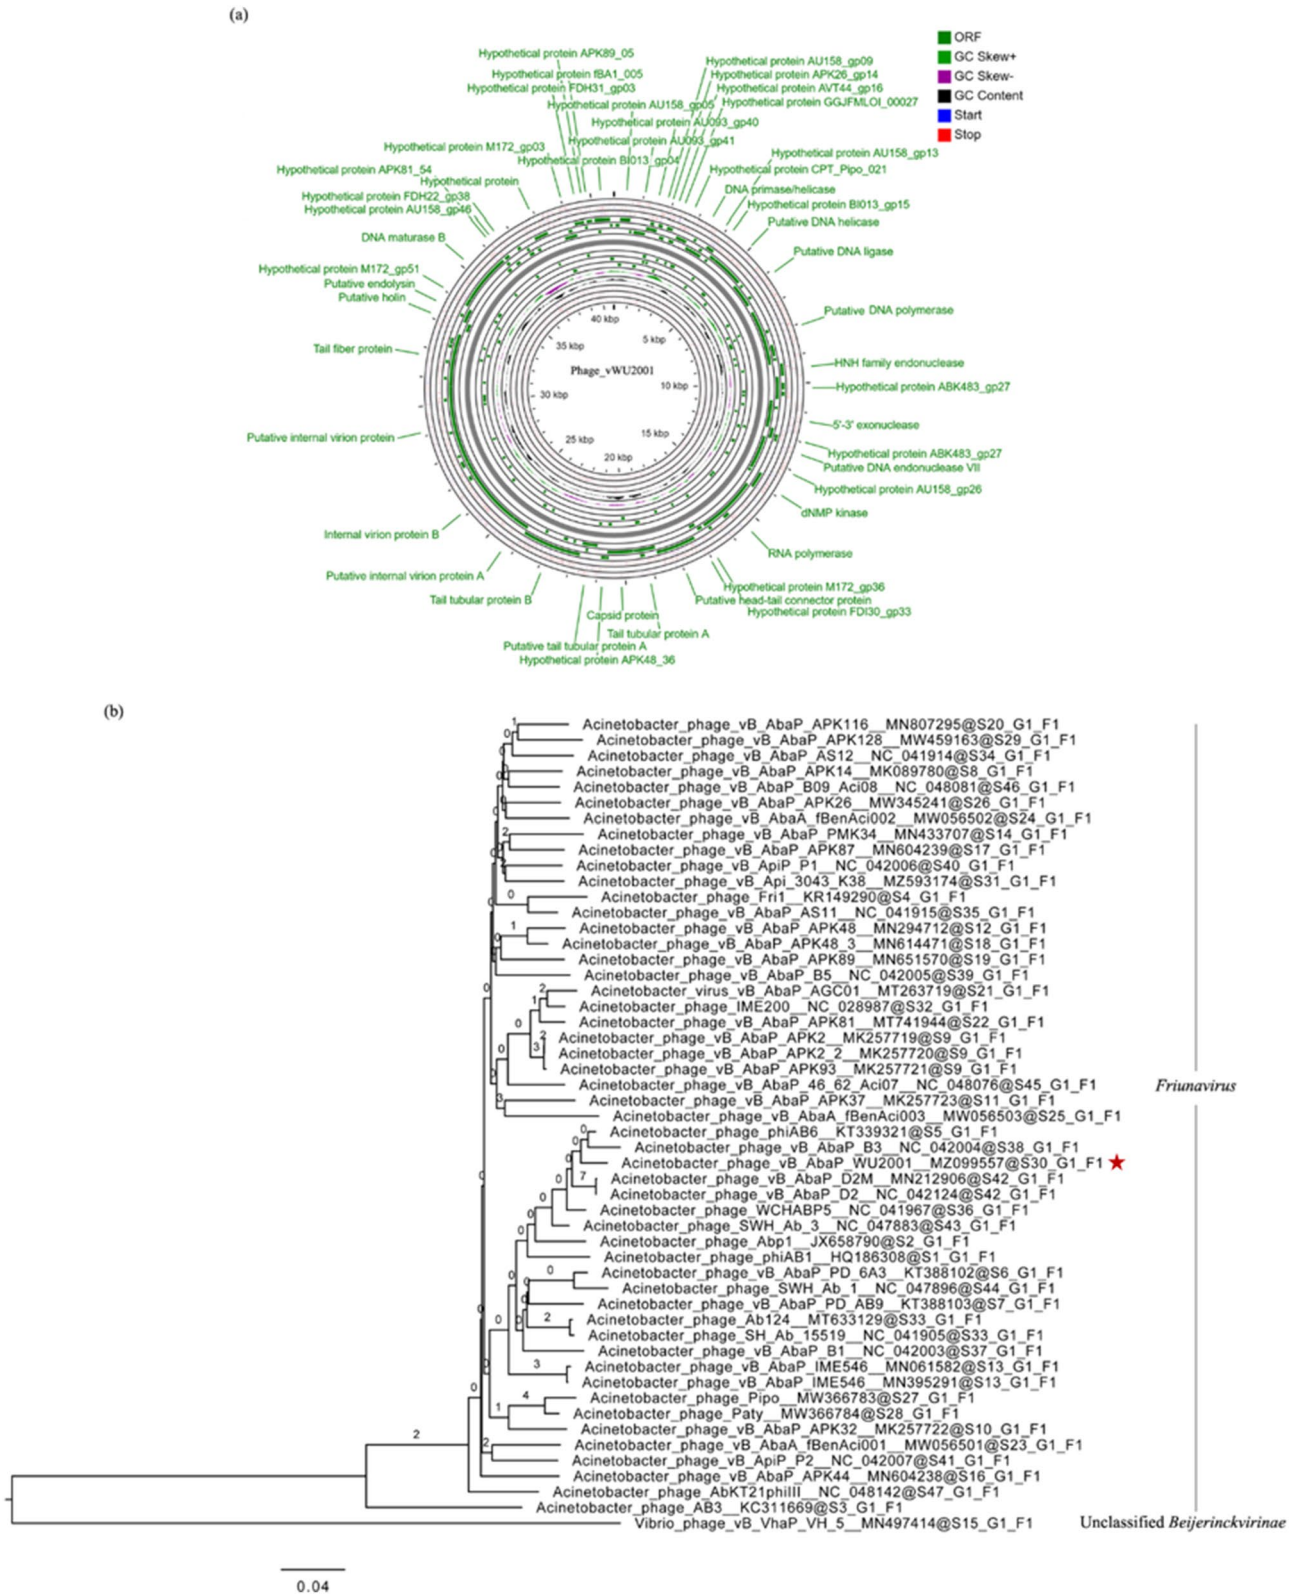 (a)
ORF
GC Skew+
GC Skew-
GC Content
Start
Stop
Hypothetical protein APK89_05
Hypothetical protein fBA1_005
Hypothetical protein FDH31_gp03
Hypothetical protein AU158_gp05
Hypothetical protein AU093_gp40
Hypothetical protein AU093_gp41
Hypothetical protein BI013_gp04
Hypothetical protein M172_gp03
Hypothetical protein APK81_54
Hypothetical protein
Hypothetical protein FDH22_gp38
Hypothetical protein AU158_gp46
DNA maturase B
Hypothetical protein M172_gp51
Putative endolysin
Putative holin
Tail fiber protein
Putative internal virion protein
Internal virion protein B
Putative internal virion protein A
Tail tubular protein B
Putative tail tubular protein A
Hypothetical protein APK48_36
Capsid protein
Tail tubular protein A
Hypothetical protein AU158_gp09
Hypothetical protein APK26_gp14
Hypothetical protein AVT44_gp16
Hypothetical protein GGJFMLOI_00027
Hypothetical protein AU158_gp13
Hypothetical protein CPT_Pipo_021
DNA primase/helicase
Hypothetical protein BI013_gp15
Putative DNA helicase
Putative DNA ligase
Putative DNA polymerase
HNH family endonuclease
Hypothetical protein ABK483_gp27
5'-3' exonuclease
Hypothetical protein ABK483_gp27
Putative DNA endonuclease VII
Hypothetical protein AU158_gp26
dNMP kinase
RNA polymerase
Hypothetical protein M172_gp36
Putative head-tail connector protein
Hypothetical protein FDI30_gp33
40 kbp
5 kbp
35 kbp
Phage_vWU2001
10 kbp
30 kbp
15 kbp
25 kbp
20 kbp
(b)
Acinetobacter_phage_vB_AbaP_APK116__MN807295@S20_G1_F1
Acinetobacter_phage_vB_AbaP_APK128__MW459163@S29_G1_F1
Acinetobacter_phage_vB_AbaP_AS12__NC_041914@S34_G1_F1
Acinetobacter_phage_vB_AbaP_APK14__MK089780@S8_G1_F1
Acinetobacter_phage_vB_AbaP_B09_Aci08__NC_048081@S46_G1_F1
Acinetobacter_phage_vB_AbaP_APK26__MW345241@S26_G1_F1
Acinetobacter_phage_vB_AbaA_fBenAci002__MW056502@S24_G1_F1
Acinetobacter_phage_vB_AbaP_PMK34__MN433707@S14_G1_F1
Acinetobacter_phage_vB_AbaP_APK87__MN604239@S17_G1_F1
Acinetobacter_phage_vB_ApiP_P1__NC_042006@S40_G1_F1
Acinetobacter_phage_vB_Api_3043_K38__MZ593174@S31_G1_F1
Acinetobacter_phage_Fri1__KR149290@S4_G1_F1
Acinetobacter_phage_vB_AbaP_AS11__NC_041915@S35_G1_F1
Acinetobacter_phage_vB_AbaP_APK48__MN294712@S12_G1_F1
Acinetobacter_phage_vB_AbaP_APK48_3__MN614471@S18_G1_F1
Acinetobacter_phage_vB_AbaP_APK89__MN651570@S19_G1_F1
Acinetobacter_phage_vB_AbaP_B5__NC_042005@S39_G1_F1
Acinetobacter_virus_vB_AbaP_AGC01__MT263719@S21_G1_F1
Acinetobacter_phage_IME200__NC_028987@S32_G1_F1
Acinetobacter_phage_vB_AbaP_APK81__MT741944@S22_G1_F1
Acinetobacter_phage_vB_AbaP_APK2__MK257719@S9_G1_F1
Acinetobacter_phage_vB_AbaP_APK2_2__MK257720@S9_G1_F1
Acinetobacter_phage_vB_AbaP_APK93__MK257721@S9_G1_F1
Acinetobacter_phage_vB_AbaP_46_62_Aci07__NC_048076@S45_G1_F1
Friunavirus
Acinetobacter_phage_vB_AbaP_APK37__MK257723@S11_G1_F1
Acinetobacter_phage_vB_AbaA_fBenAci003__MW056503@S25_G1_F1
Acinetobacter_phage_phiAB6__KT339321@S5_G1_F1
Acinetobacter_phage_vB_AbaP_B3__NC_042004@S38_G1_F1
Acinetobacter_phage_vB_AbaP_WU2001__MZ099557@S30_G1_F1
Acinetobacter_phage_vB_AbaP_D2M__MN212906@S42_G1_F1
Acinetobacter_phage_vB_AbaP_D2__NC_042124@S42_G1_F1
Acinetobacter_phage_WCHABP5__NC_041967@S36_G1_F1
Acinetobacter_phage_SWH_Ab_3__NC_047883@S43_G1_F1
Acinetobacter_phage_Abp1__JX658790@S2_G1_F1
Acinetobacter_phage_phiAB1__HQ186308@S1_G1_F1
Acinetobacter_phage_vB_AbaP_PD_6A3__KT388102@S6_G1_F1
Acinetobacter_phage_SWH_Ab_1__NC_047896@S44_G1_F1
Acinetobacter_phage_vB_AbaP_PD_AB9__KT388103@S7_G1_F1
Acinetobacter_phage_Ab124__MT633129@S33_G1_F1
Acinetobacter_phage_SH_Ab_15519__NC_041905@S33_G1_F1
Acinetobacter_phage_vB_AbaP_B1__NC_042003@S37_G1_F1
Acinetobacter_phage_vB_AbaP_IME546__MN061582@S13_G1_F1
Acinetobacter_phage_vB_AbaP_IME546__MN395291@S13_G1_F1
Acinetobacter_phage_Pipo__MW366783@S27_G1_F1
Acinetobacter_phage_Paty__MW366784@S28_G1_F1
Acinetobacter_phage_vB_AbaP_APK32__MK257722@S10_G1_F1
Acinetobacter_phage_vB_AbaA_fBenAci001__MW056501@S23_G1_F1
Acinetobacter_phage_vB_ApiP_P2__NC_042007@S41_G1_F1
Acinetobacter_phage_vB_AbaP_APK44__MN604238@S16_G1_F1
Acinetobacter_phage_AbKT21philII__NC_048142@S47_G1_F1
Acinetobacter_phage_AB3__KC311669@S3_G1_F1
Vibrio_phage_vB_VhaP_VH_5__MN497414@S15_G1_F1
Unclassified Beijerinckvirinae
0.04